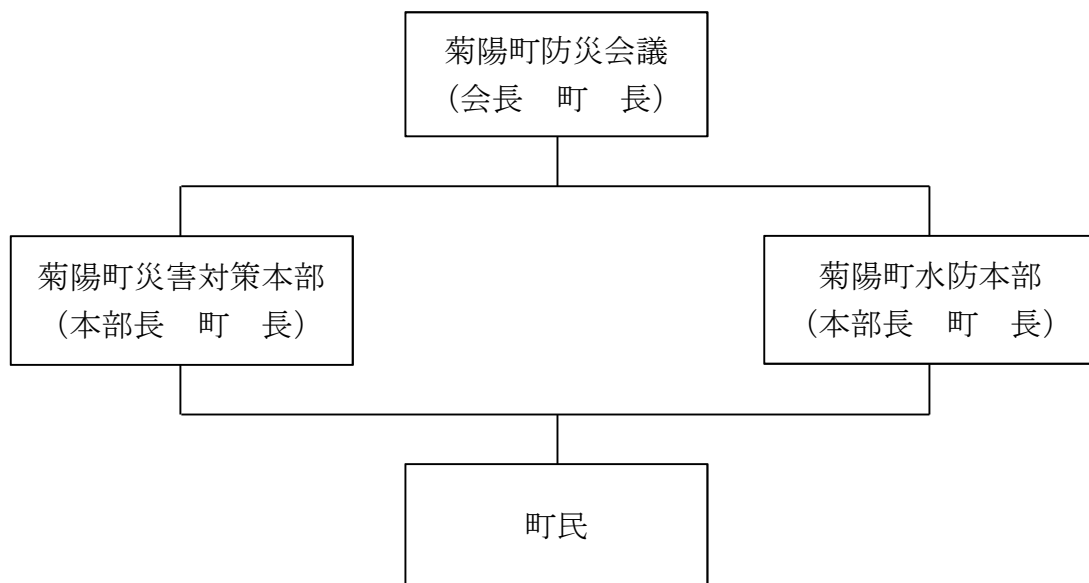 菊陽町防災会議
（会長　町　長）
菊陽町災害対策本部
（本部長　町　長）
菊陽町水防本部
（本部長　町　長）
町民